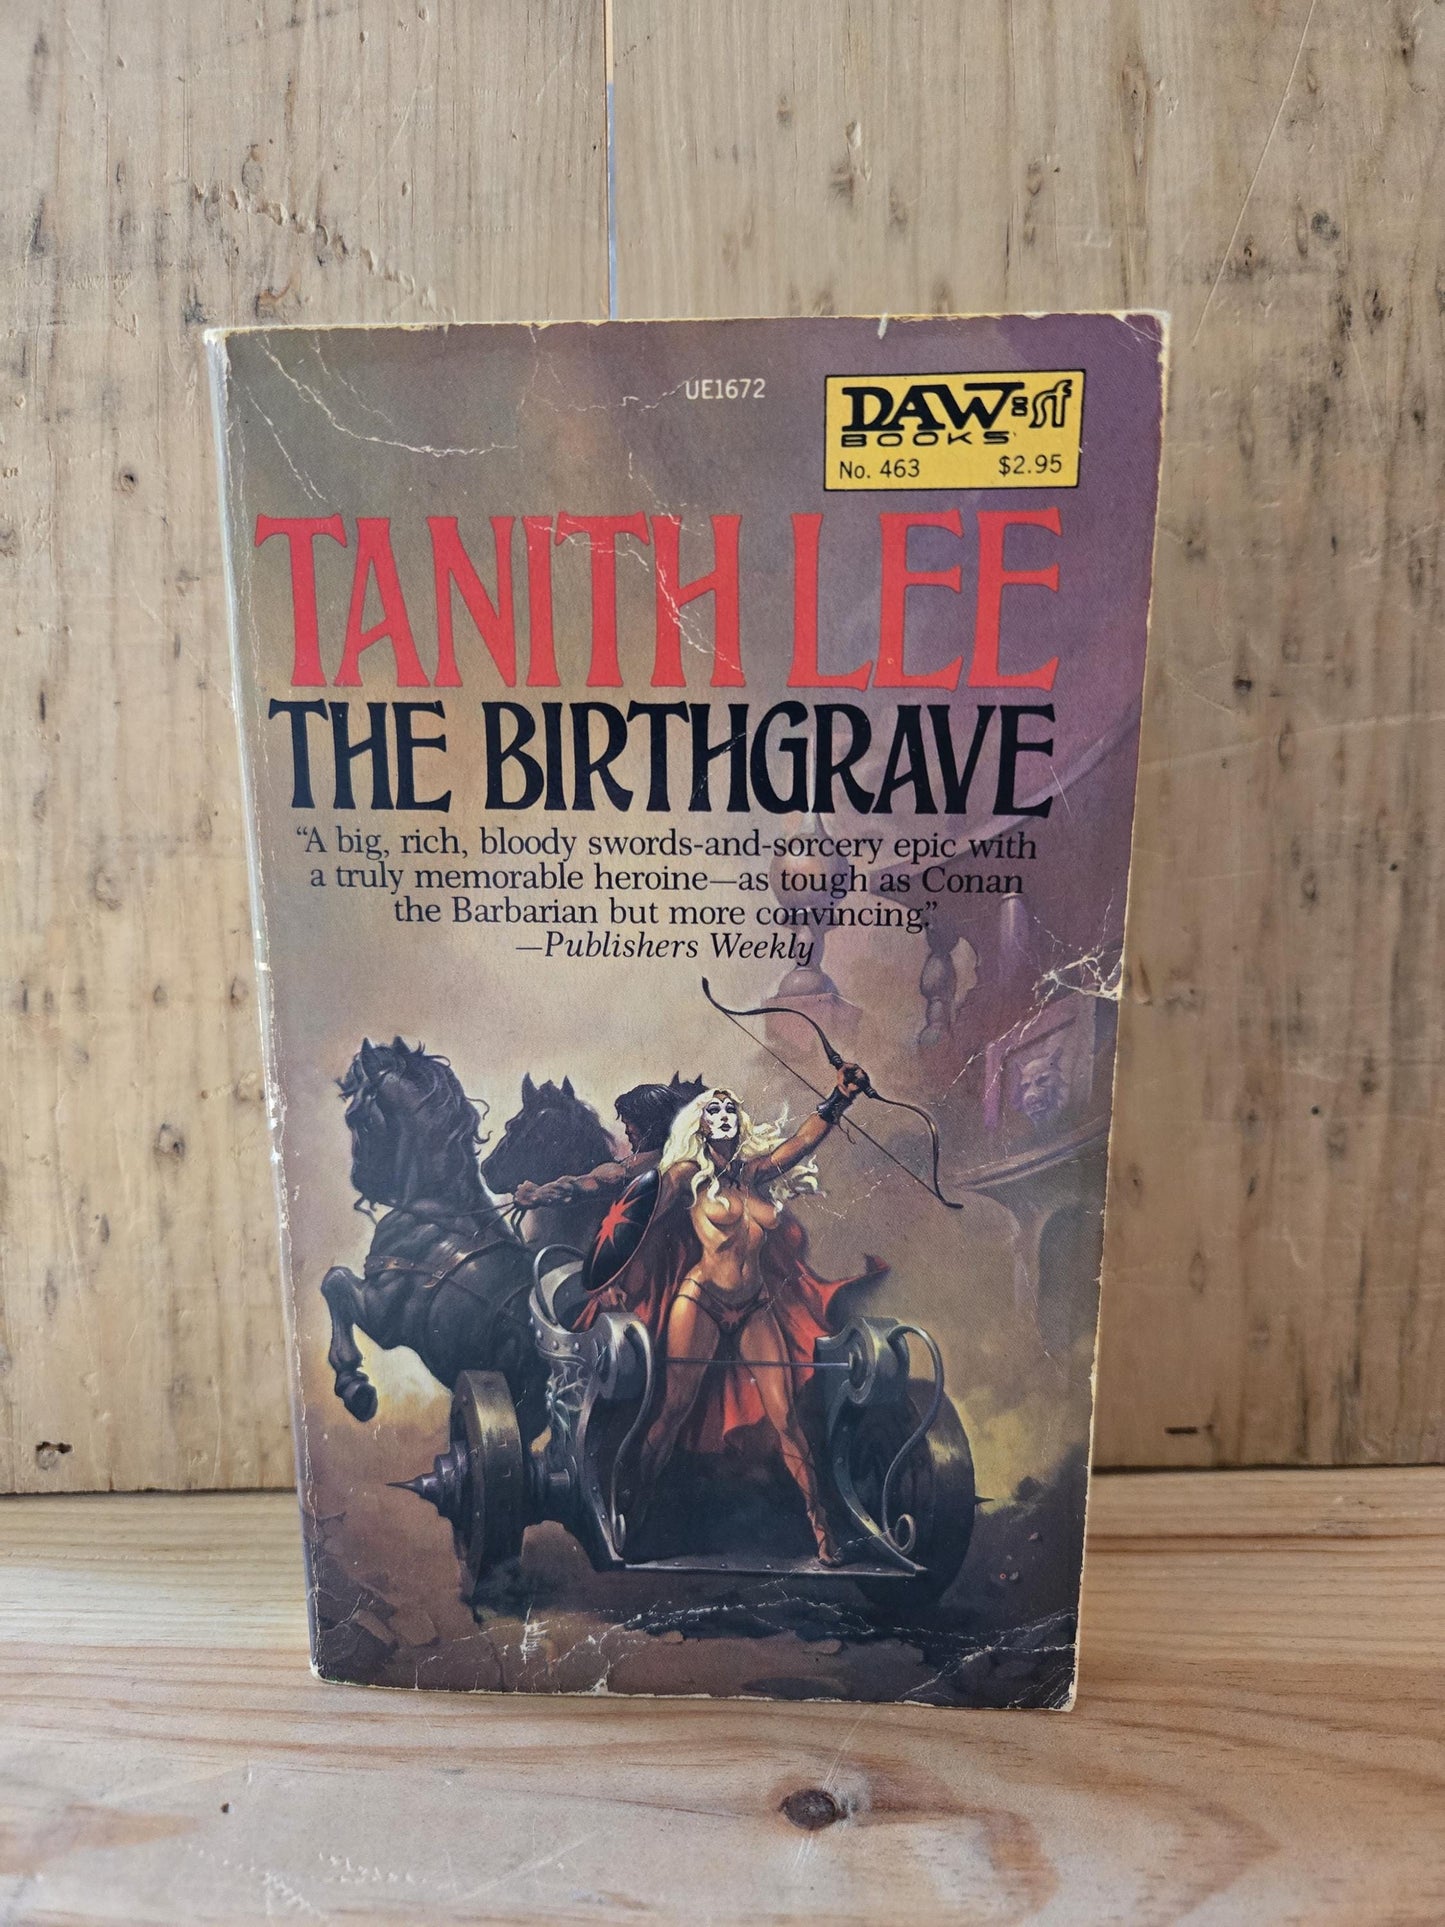 UE1672
DAW=sf
BOOKS
No. 463 $2.95
TANITH LEE
THE BIRTHGRAVE
“A big, rich, bloody swords-and-sorcery epic with
a truly memorable heroine—as tough as Conan
the Barbarian but more convincing.”
—Publishers Weekly